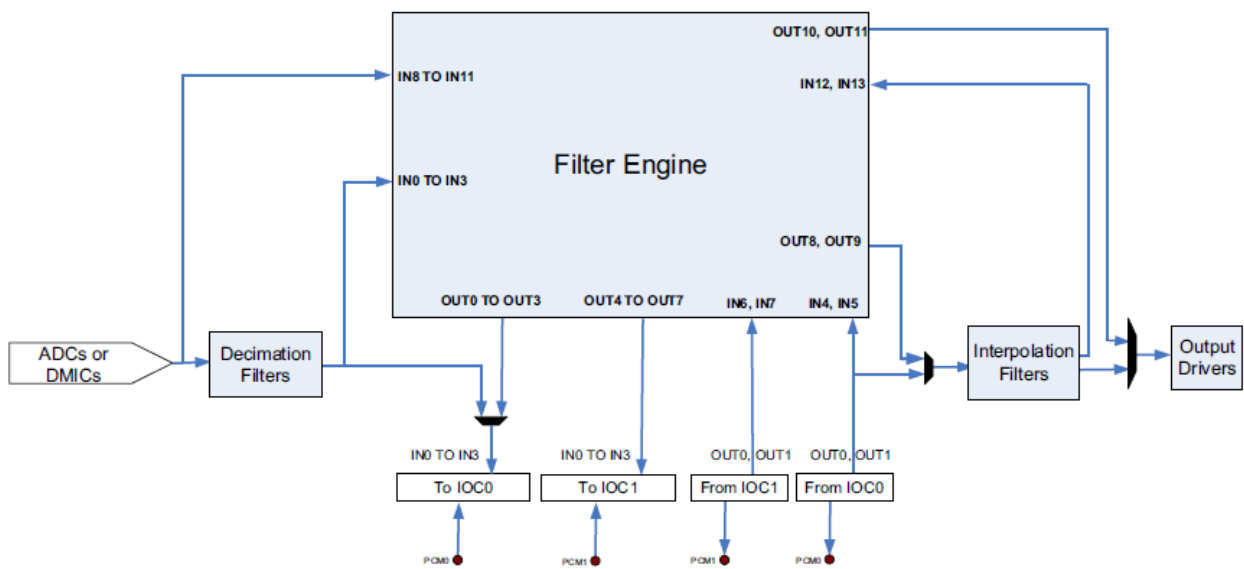 OUT10, OUT11
IN8 TO IN11
IN12, IN13
Filter Engine
IN0 TO IN3
OUT8, OUT9
OUT0 TO OUT3
OUT4 TO OUT7
IN6, IN7
IN4, IN5
ADCs or
DMICs
Decimation
Filters
Interpolation
Filters
Output
Drivers
IN0 TO IN3
IN0 TO IN3
OUT0, OUT1
OUT0, OUT1
To IOC0
To IOC1
From IOC1
From IOC0
PCM0
PCM1
PCM1
PCM0